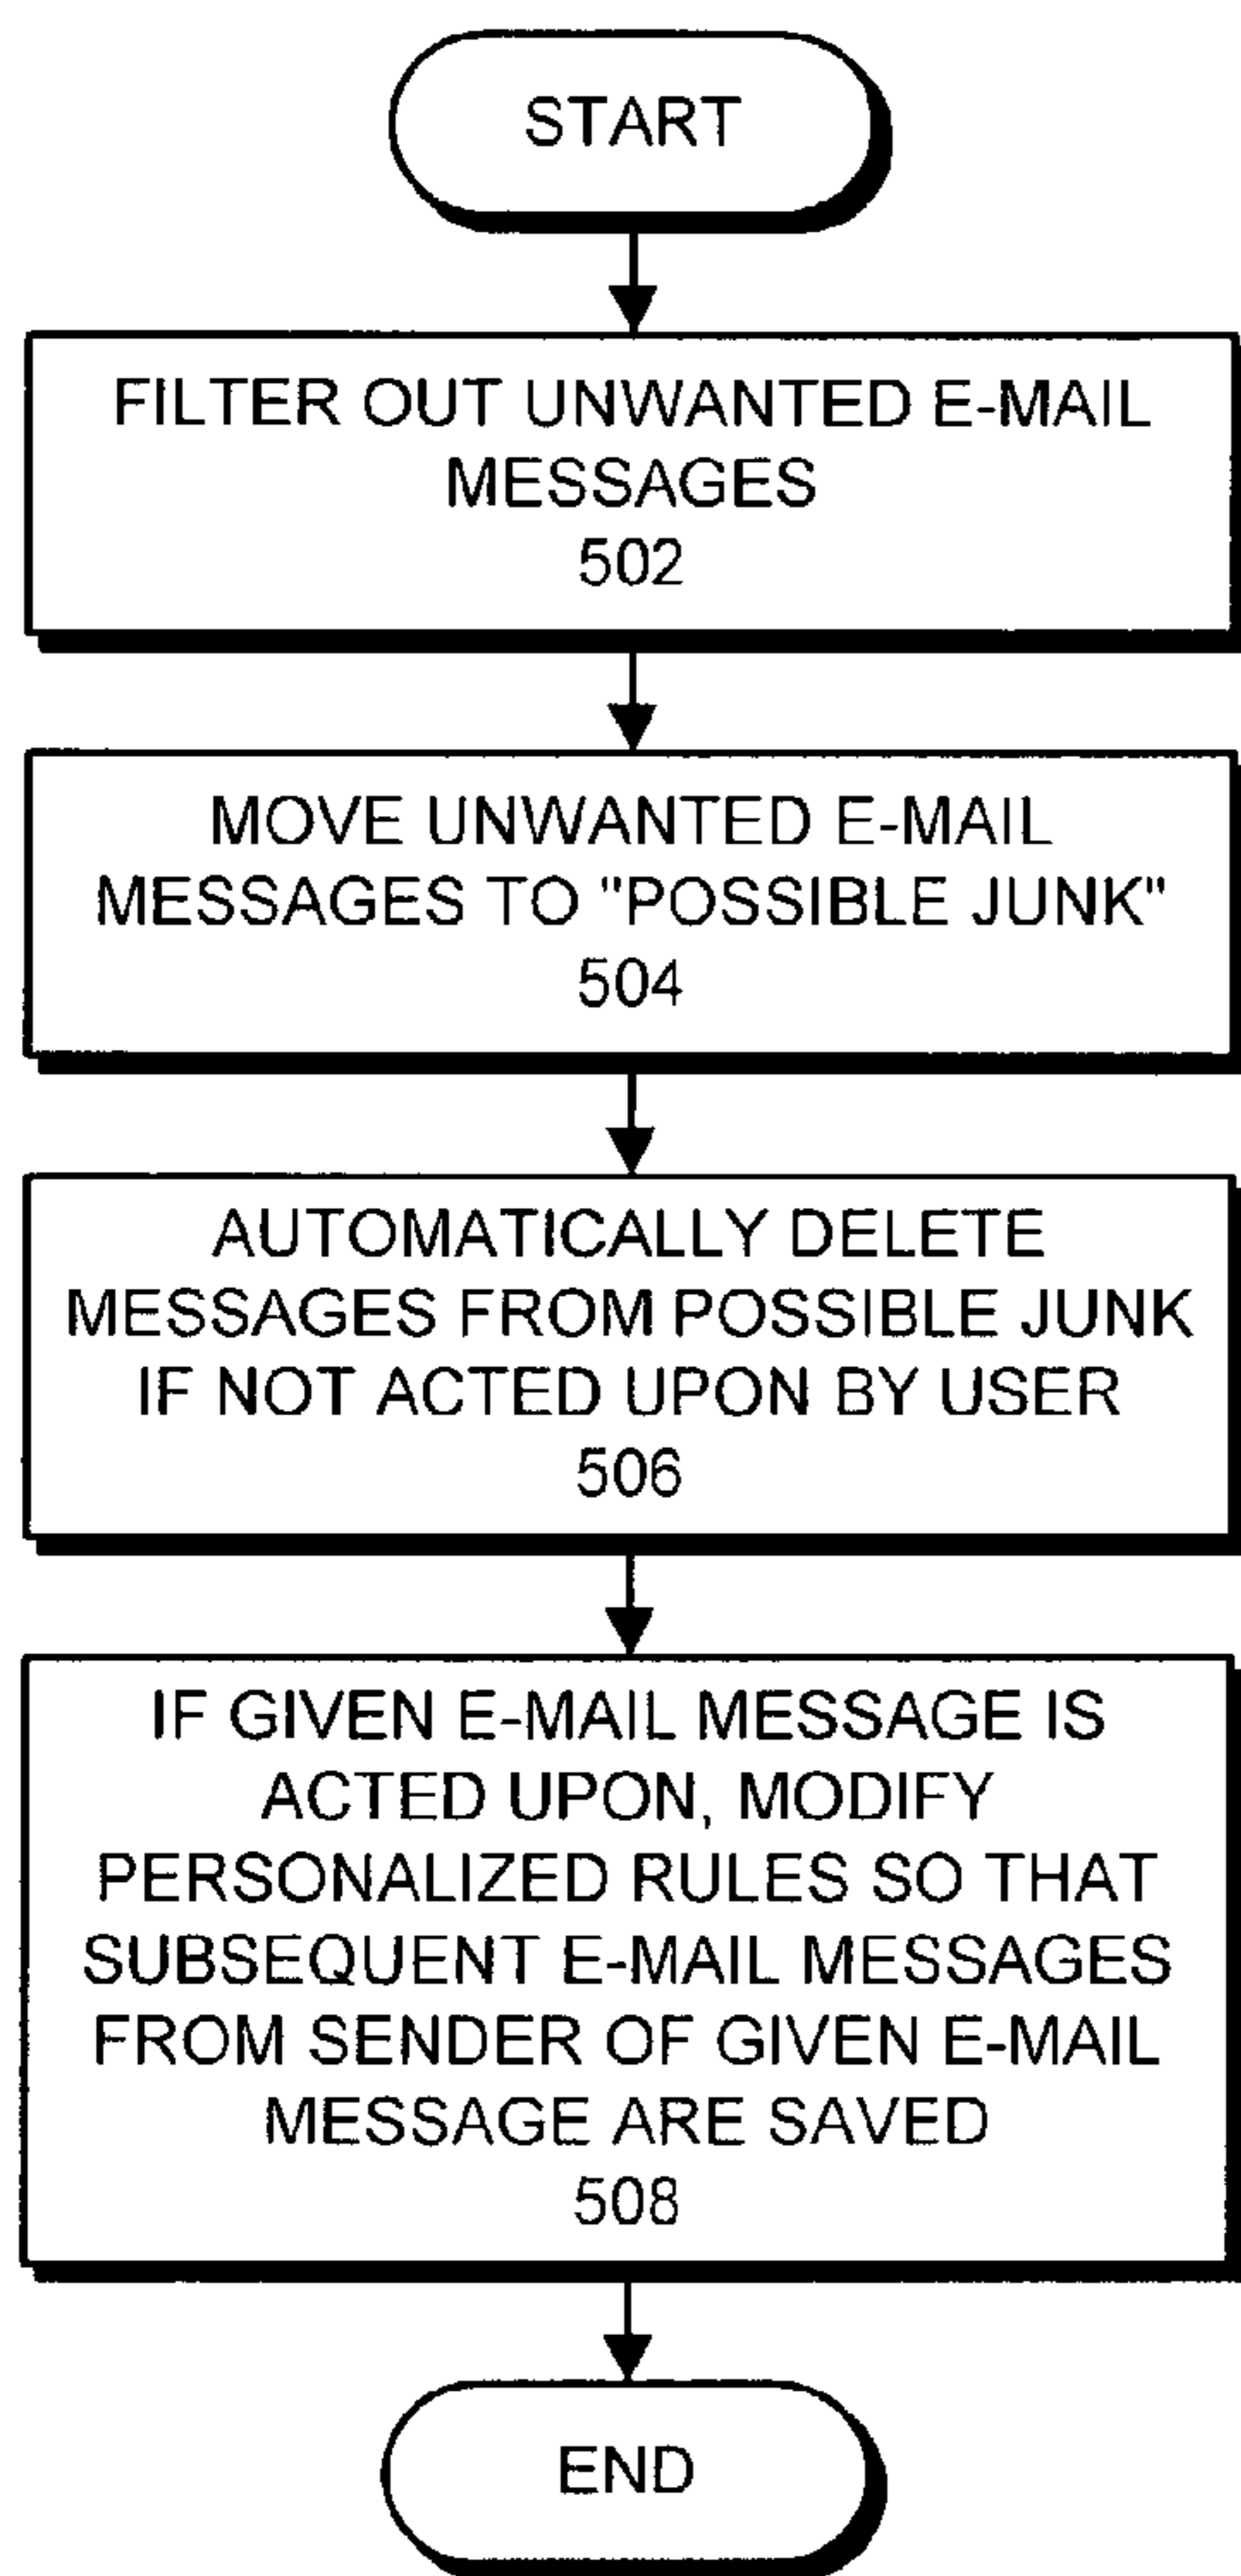 START
FILTER OUT UNWANTED E-MAIL
MESSAGES
502
MOVE UNWANTED E-MAIL
MESSAGES TO "POSSIBLE JUNK"
504
AUTOMATICALLY DELETE
MESSAGES FROM POSSIBLE JUNK
IF NOT ACTED UPON BY USER
506
IF GIVEN E-MAIL MESSAGE IS
ACTED UPON, MODIFY
PERSONALIZED RULES SO THAT
SUBSEQUENT E-MAIL MESSAGES
FROM SENDER OF GIVEN E-MAIL
MESSAGE ARE SAVED
508
END